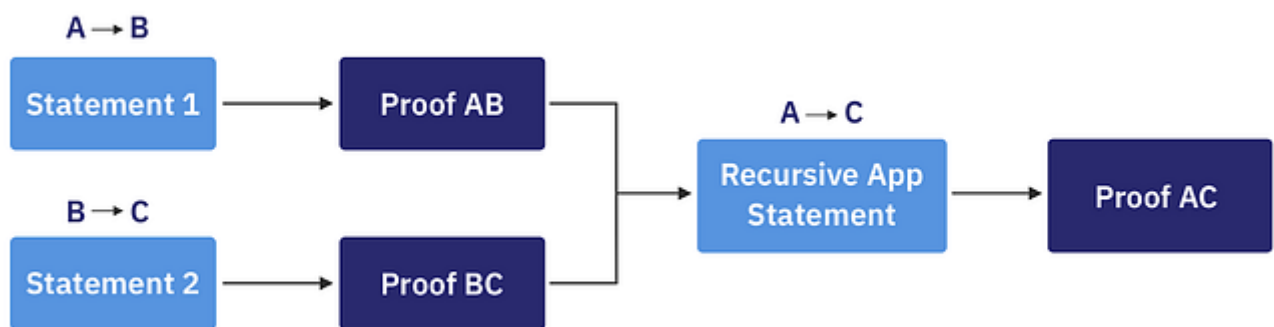 A → B
Statement 1
Proof AB
A → C
Recursive App
Statement
Proof AC
B → C
Statement 2
Proof BC